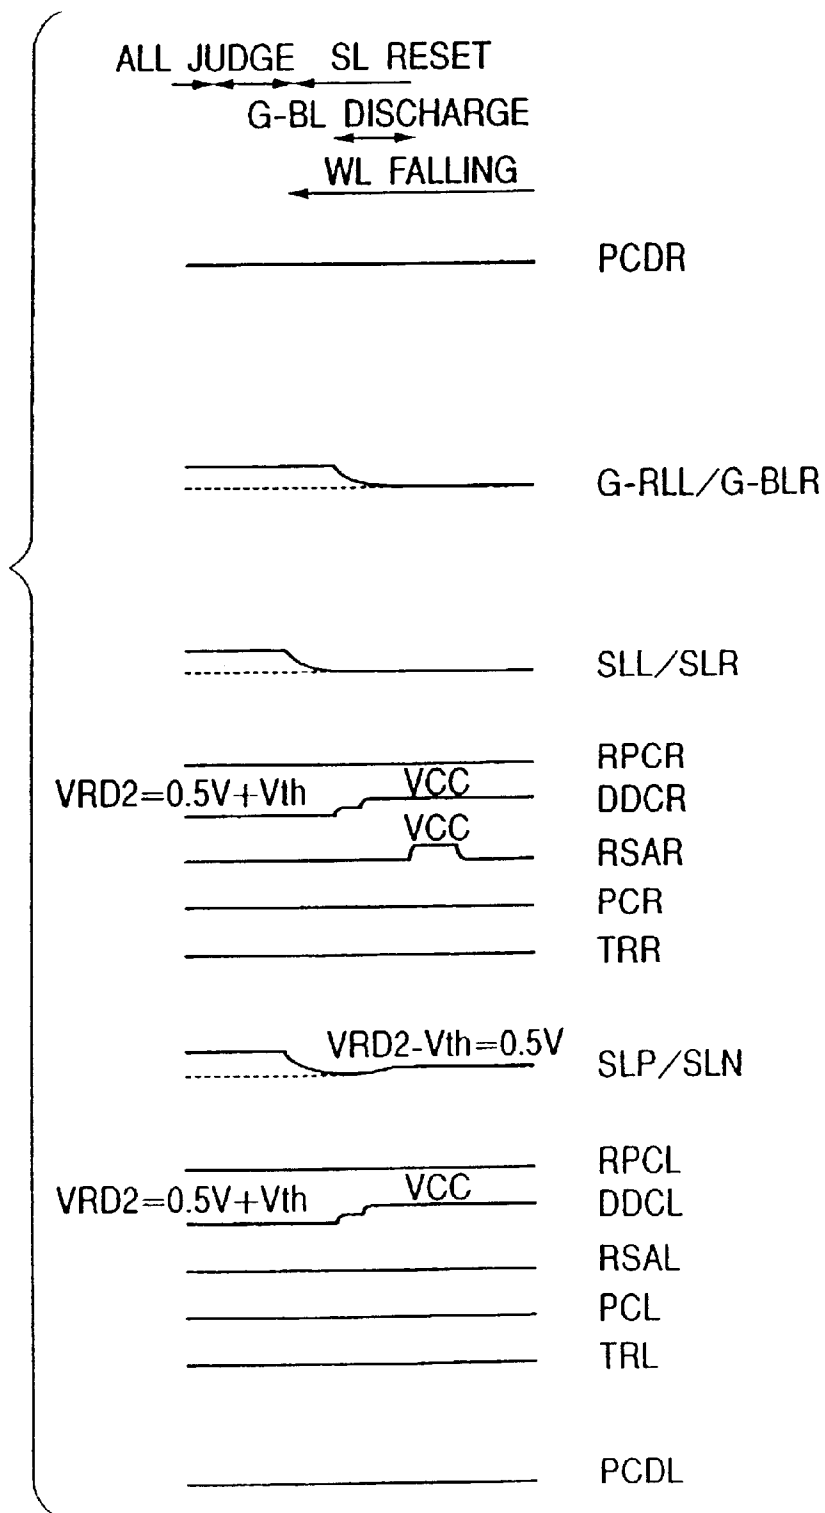 ALL JUDGE SL RESET
G-BL DISCHARGE
WL FALLING
PCDR
G-RLL/G-BLR
SLL/SLR
RPCR
VRD2=0.5V+Vth VCC DDCR
VCC RSAR
PCR
TRR
VRD2-Vth=0.5V SLP/SLN
RPCL
VRD2=0.5V+Vth VCC DDCL
RSAL
PCL
TRL
PCDL